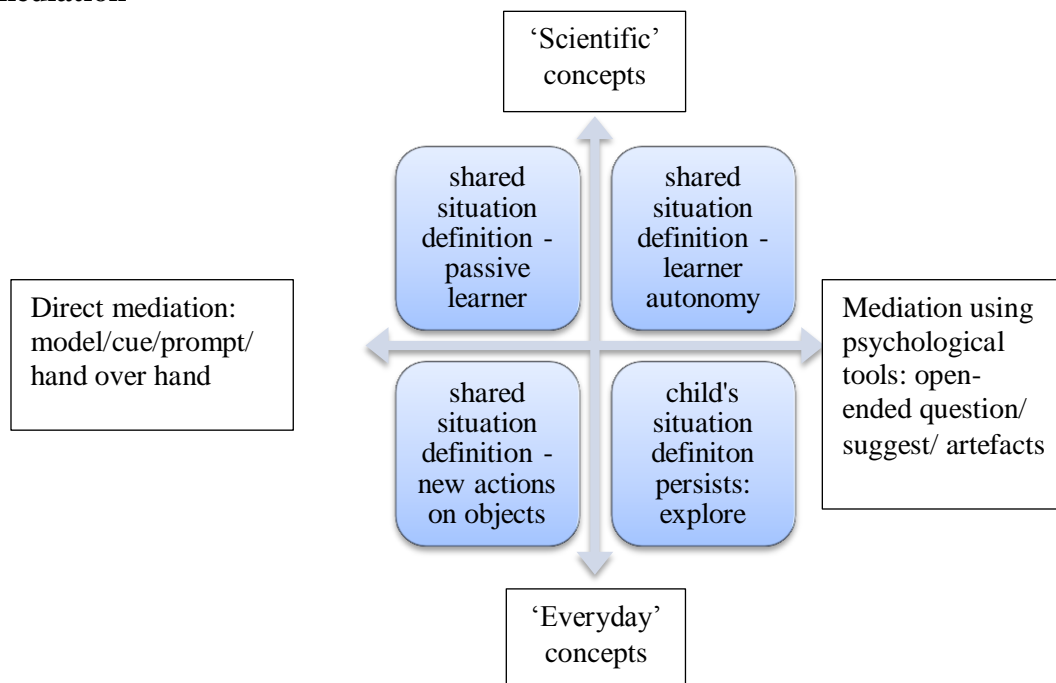 mediation
‘Scientific’
concepts
shared
situation
definition -
passive
learner
shared
situation
definition -
learner
autonomy
Direct mediation:
model/cue/prompt/
hand over hand
Mediation using
psychological
tools: open-
ended question/
suggest/ artefacts
shared
situation
definition -
new actions
on objects
child's
situation
definiton
persists:
explore
‘Everyday’
concepts